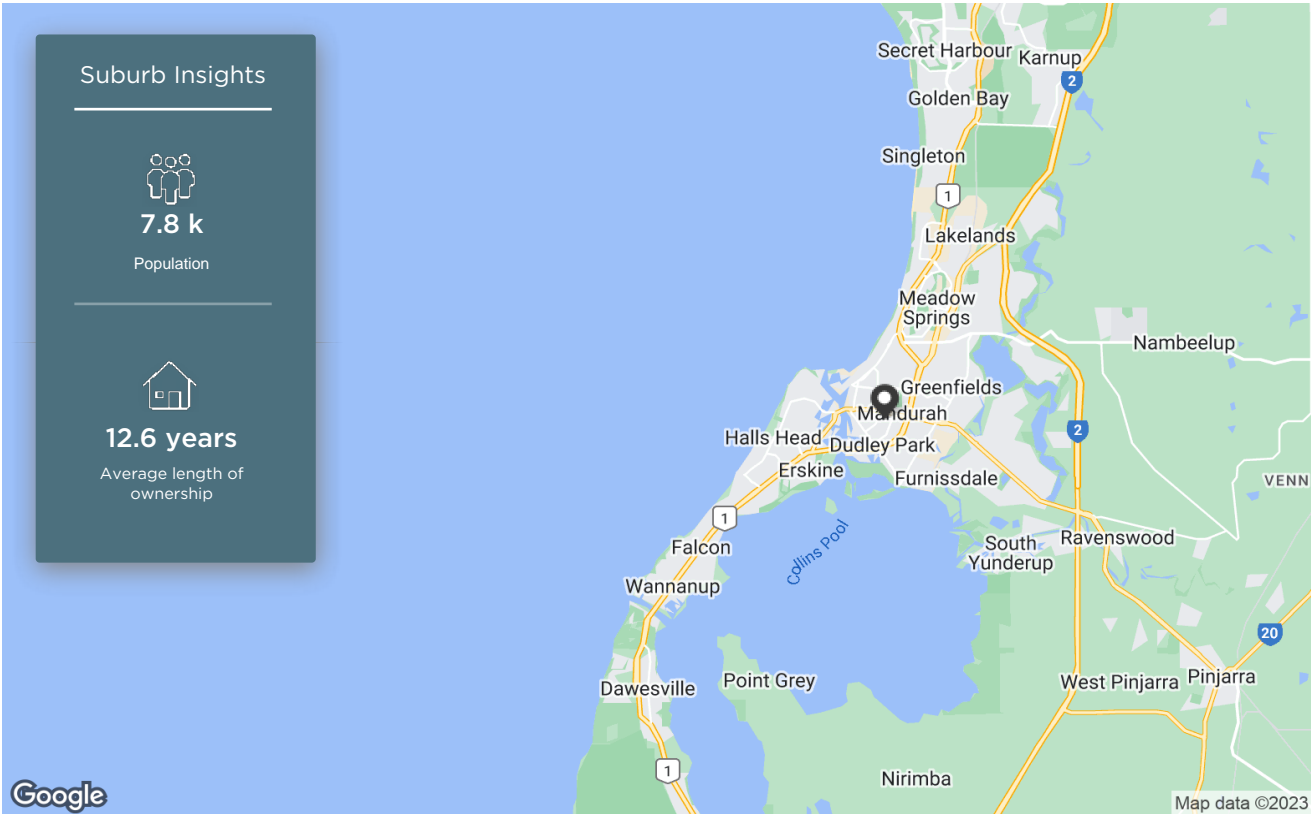 Suburb Insights
7.8 k
Population
12.6 years
Average length of
ownership
Secret Harbour
Karnup
2
Golden Bay
Singleton
1
Lakelands
Meadow
Springs
Nambeelup
Greenfields
Mandurah
2
Halls Head
Dudley Park
Erskine
Furnissdale
VENN
1
Collins Pool
Falcon
South
Yunderup
Ravenswood
Wannanup
20
Dawesville
Point Grey
West Pinjarra
Pinjarra
1
Nirimba
Google
Map data ©2023